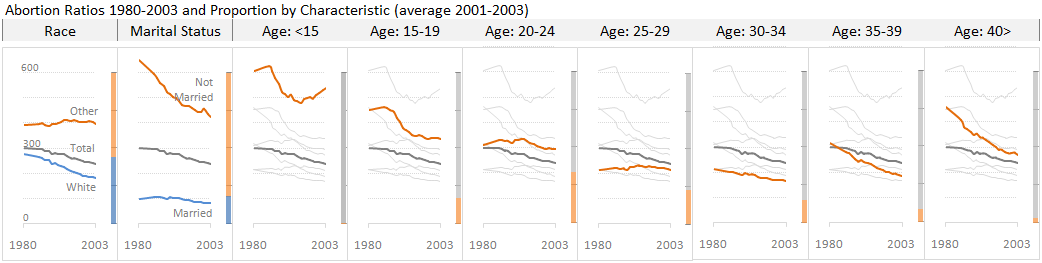 Abortion Ratios 1980-2003 and Proportion by Characteristic (average 2001-2003)
Race
Marital Status
Age: <15
Age: 15-19
Age: 20-24
Age: 25-29
Age: 30-34
Age: 35-39
Age: 40>
600
Other
300
Total
White
0
Not
Married
Married
1980 2003
1980 2003
1980 2003
1980 2003
1980 2003
1980 2003
1980 2003
1980 2003
1980 2003